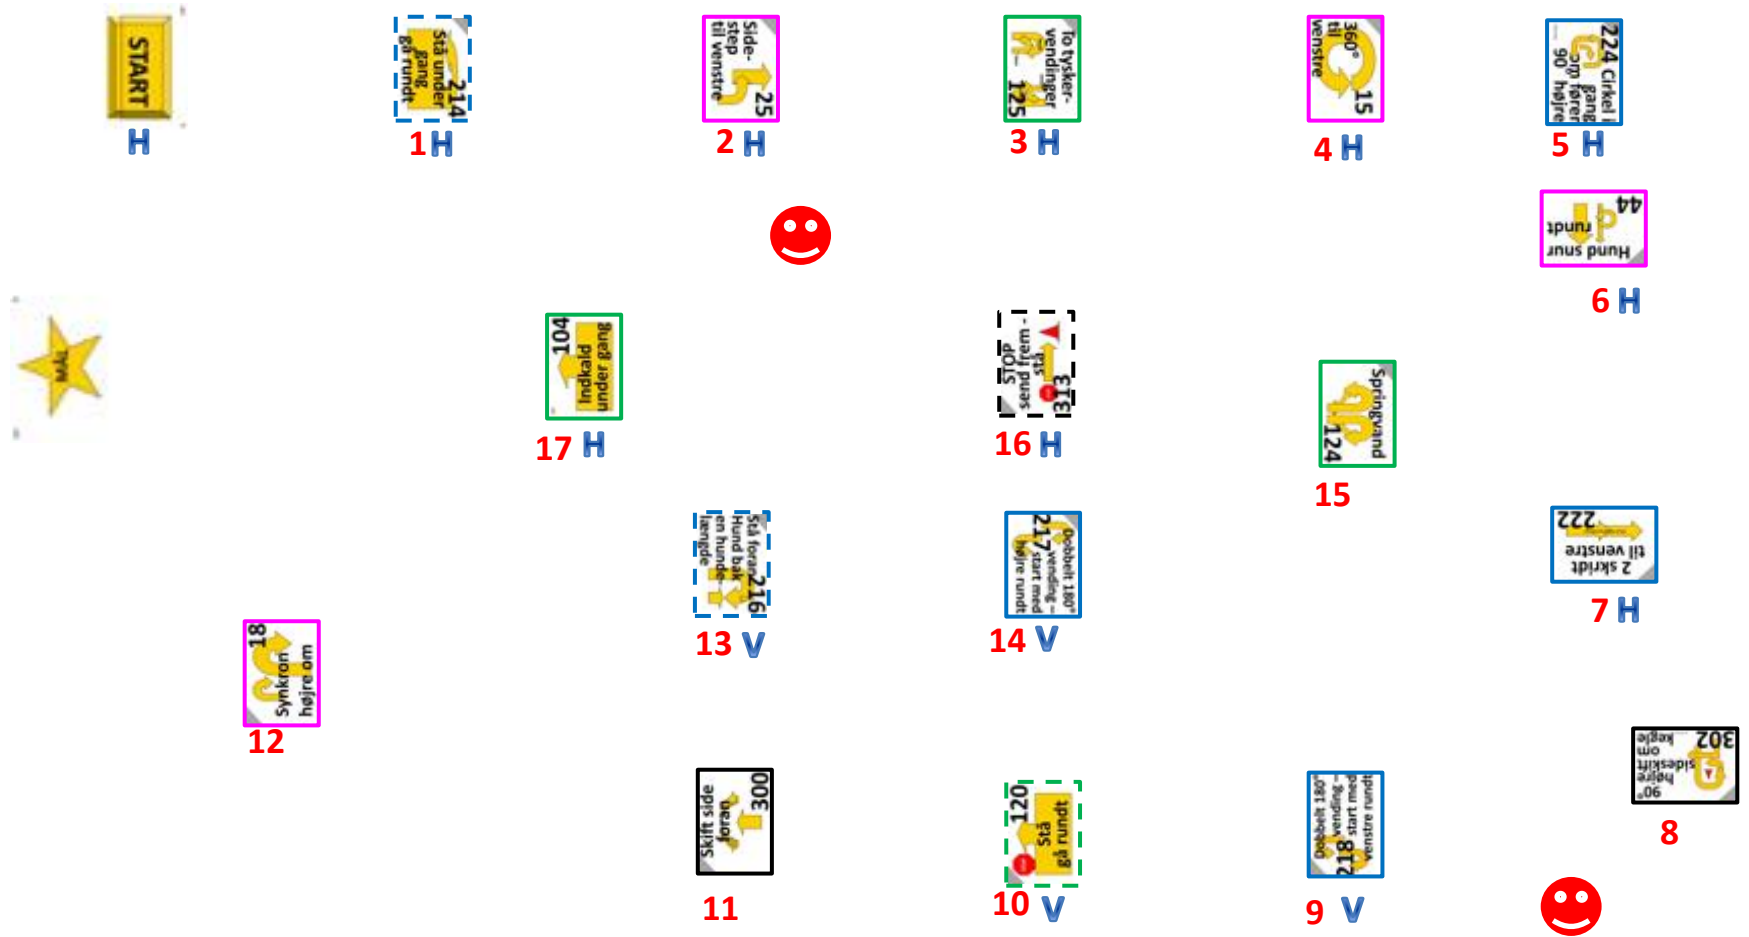 START
H
Stå under
gang
gå rundt
214
1 H
Side-
step
til venstre
25
2 H
To tysker-
vendinger
125
3 H
360°
til
venstre
15
4 H
224 Cirkel i
gang
om fører
90° højre
5 H
44
Hund snur
rundt
6 H
MÅL
104
Indkald
under gang
17 H
STOP
send frem -
stå
313
16 H
Springvand
124
15
222
2 skridt
til venstre
7 H
Stå foran
Hund bak
en hunde-
længde
216
13 V
Dobbelt 180°
vending –
start med
højre rundt
217
14 V
18
Synkron
højre om
12
302
90°
højre
sideskift
om
kegle
8
Skift side
foran
300
11
120
Stå
gå rundt
10 V
Dobbelt 180°
vending –
start med
venstre rundt
218
9 V